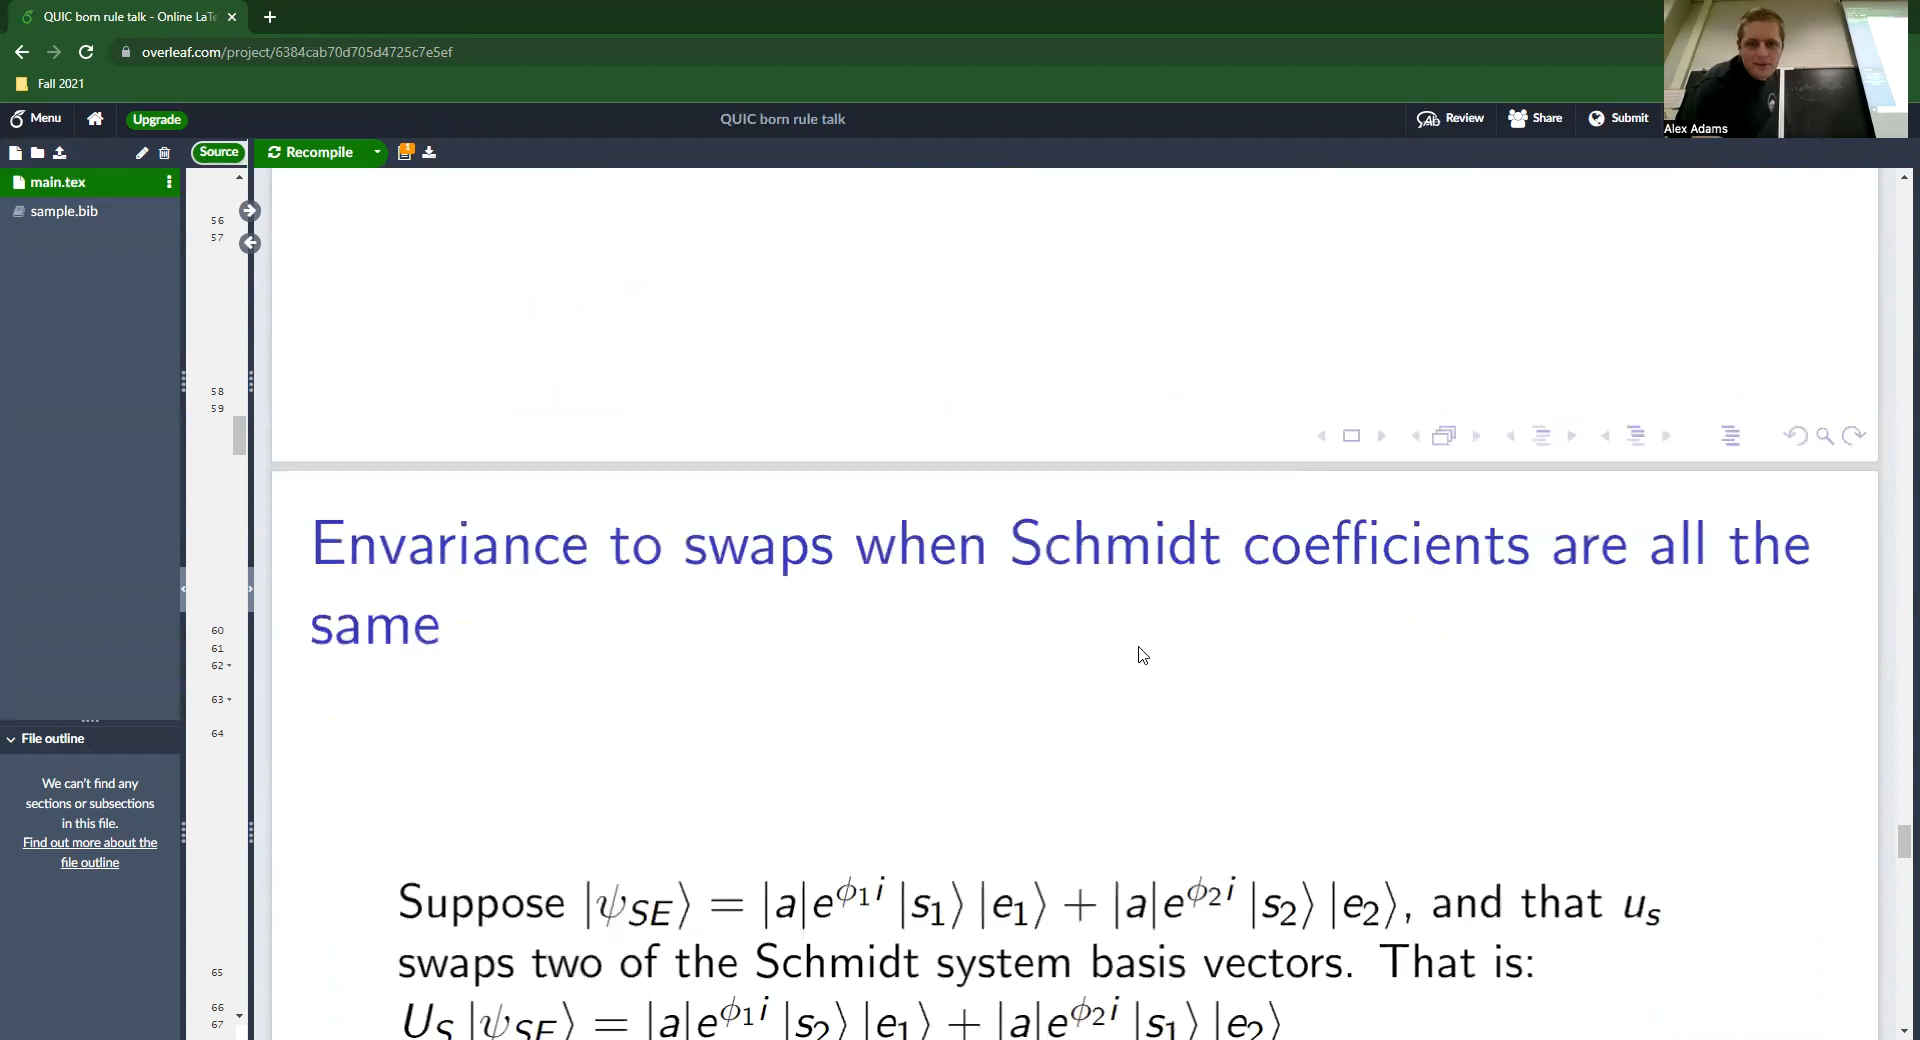 QUIC born rule talk - Online LaTe
overleaf.com/project/6384cab70d705d4725c7e5ef
Fall 2021
Menu
Upgrade
QUIC born rule talk
Review
Share
Submit
Alex Adams
Source
Recompile
1
main.tex
sample.bib
56
57
58
59
60
61
62
63
64
65
66
67
File outline
We can't find any
sections or subsections
in this file.
Find out more about the
file outline
Envariance to swaps when Schmidt coefficients are all the
same
Suppose |ψ_{SE}⟩ = |a|e^{ϕ_1 i} |s_1⟩ |e_1⟩ + |a|e^{ϕ_2 i} |s_2⟩ |e_2⟩, and that u_s
swaps two of the Schmidt system basis vectors. That is:
U_S |ψ_{SE}⟩ = |a|e^{ϕ_1 i} |s_2⟩ |e_1⟩ + |a|e^{ϕ_2 i} |s_1⟩ |e_2⟩